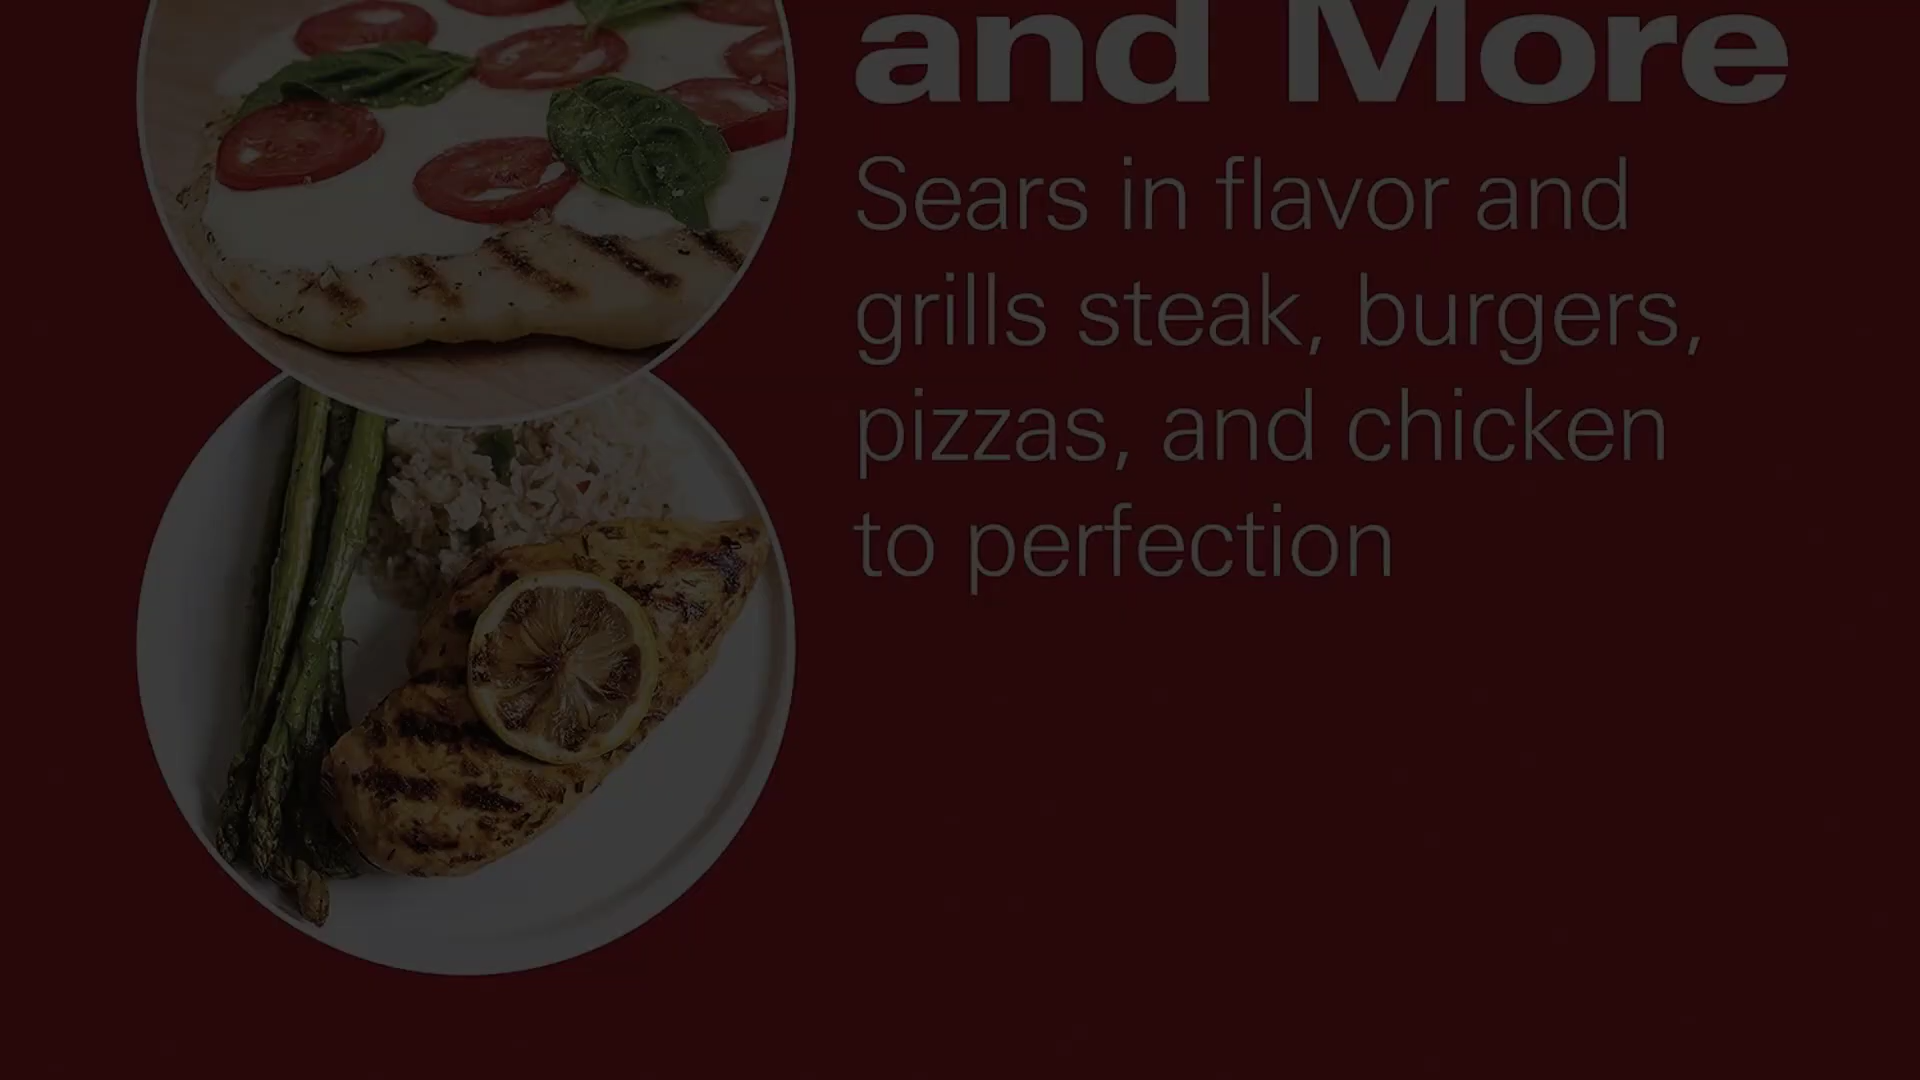 and More
Sears in flavor and
grills steak, burgers,
pizzas, and chicken
to perfection